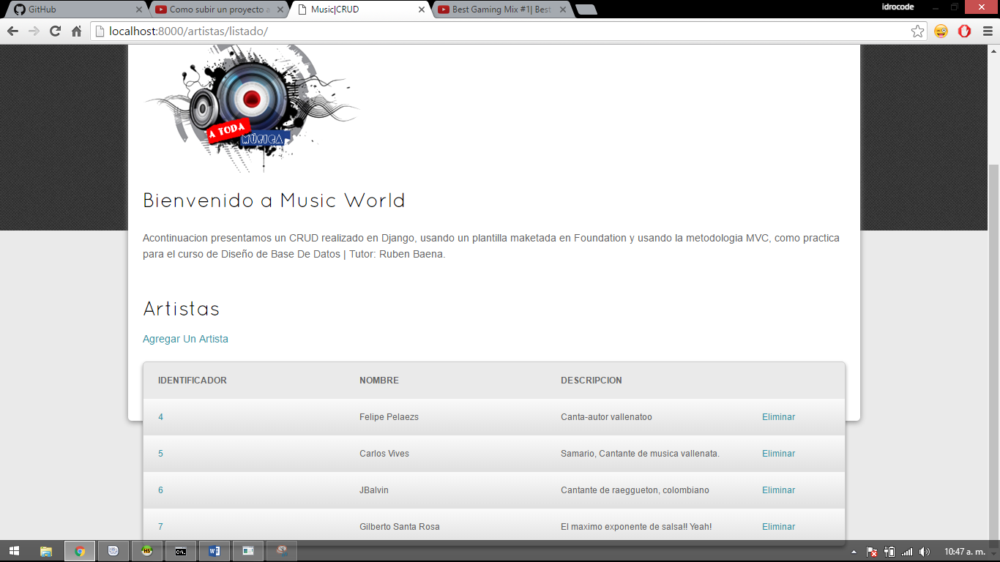 idrocode
GitHub
Como subir un proyecto a
Music|CRUD
Best Gaming Mix #1| Best
localhost:8000/artistas/listado/
A TODA
MÚSICA
Bienvenido a Music World
Acontinuacion presentamos un CRUD realizado en Django, usando un plantilla maketada en Foundation y usando la metodologia MVC, como practica
para el curso de Diseño de Base De Datos | Tutor: Ruben Baena.
Artistas
Agregar Un Artista
IDENTIFICADOR NOMBRE DESCRIPCION
4 Felipe Pelaezs Canta-autor vallenatoo Eliminar
5 Carlos Vives Samario, Cantante de musica vallenata. Eliminar
6 JBalvin Cantante de raeggueton, colombiano Eliminar
7 Gilberto Santa Rosa El maximo exponente de salsa!! Yeah! Eliminar
HS
C:\.
10:47 a. m.